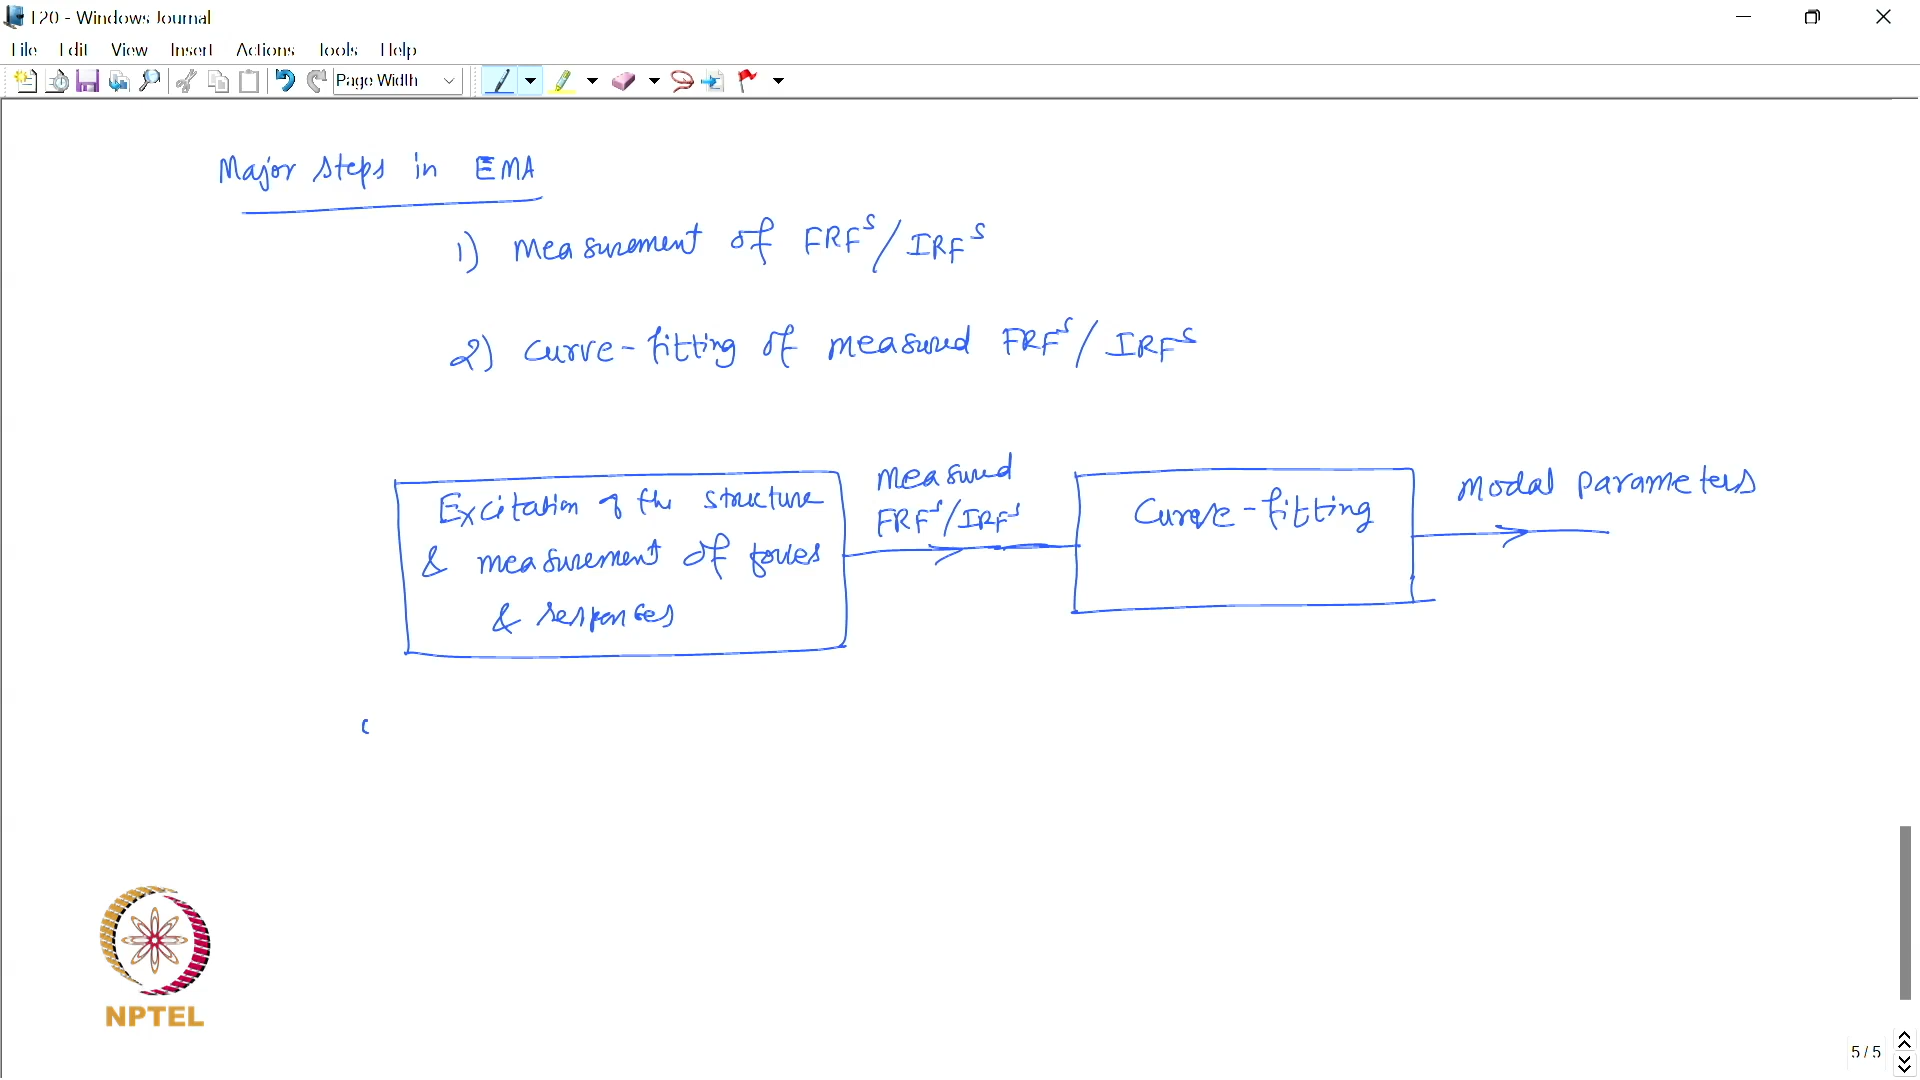 L20 - Windows Journal
File Edit View Insert Actions Tools Help
Page Width
Major steps in EMA
1) Measurement of FRFs/IRFs
2) Curve-fitting of measured FRFs/IRFs
Excitation of the structure
& measurement of forces
& responses
Measured
FRFs/IRFs
Curve-fitting
Modal parameters
NPTEL
5/5